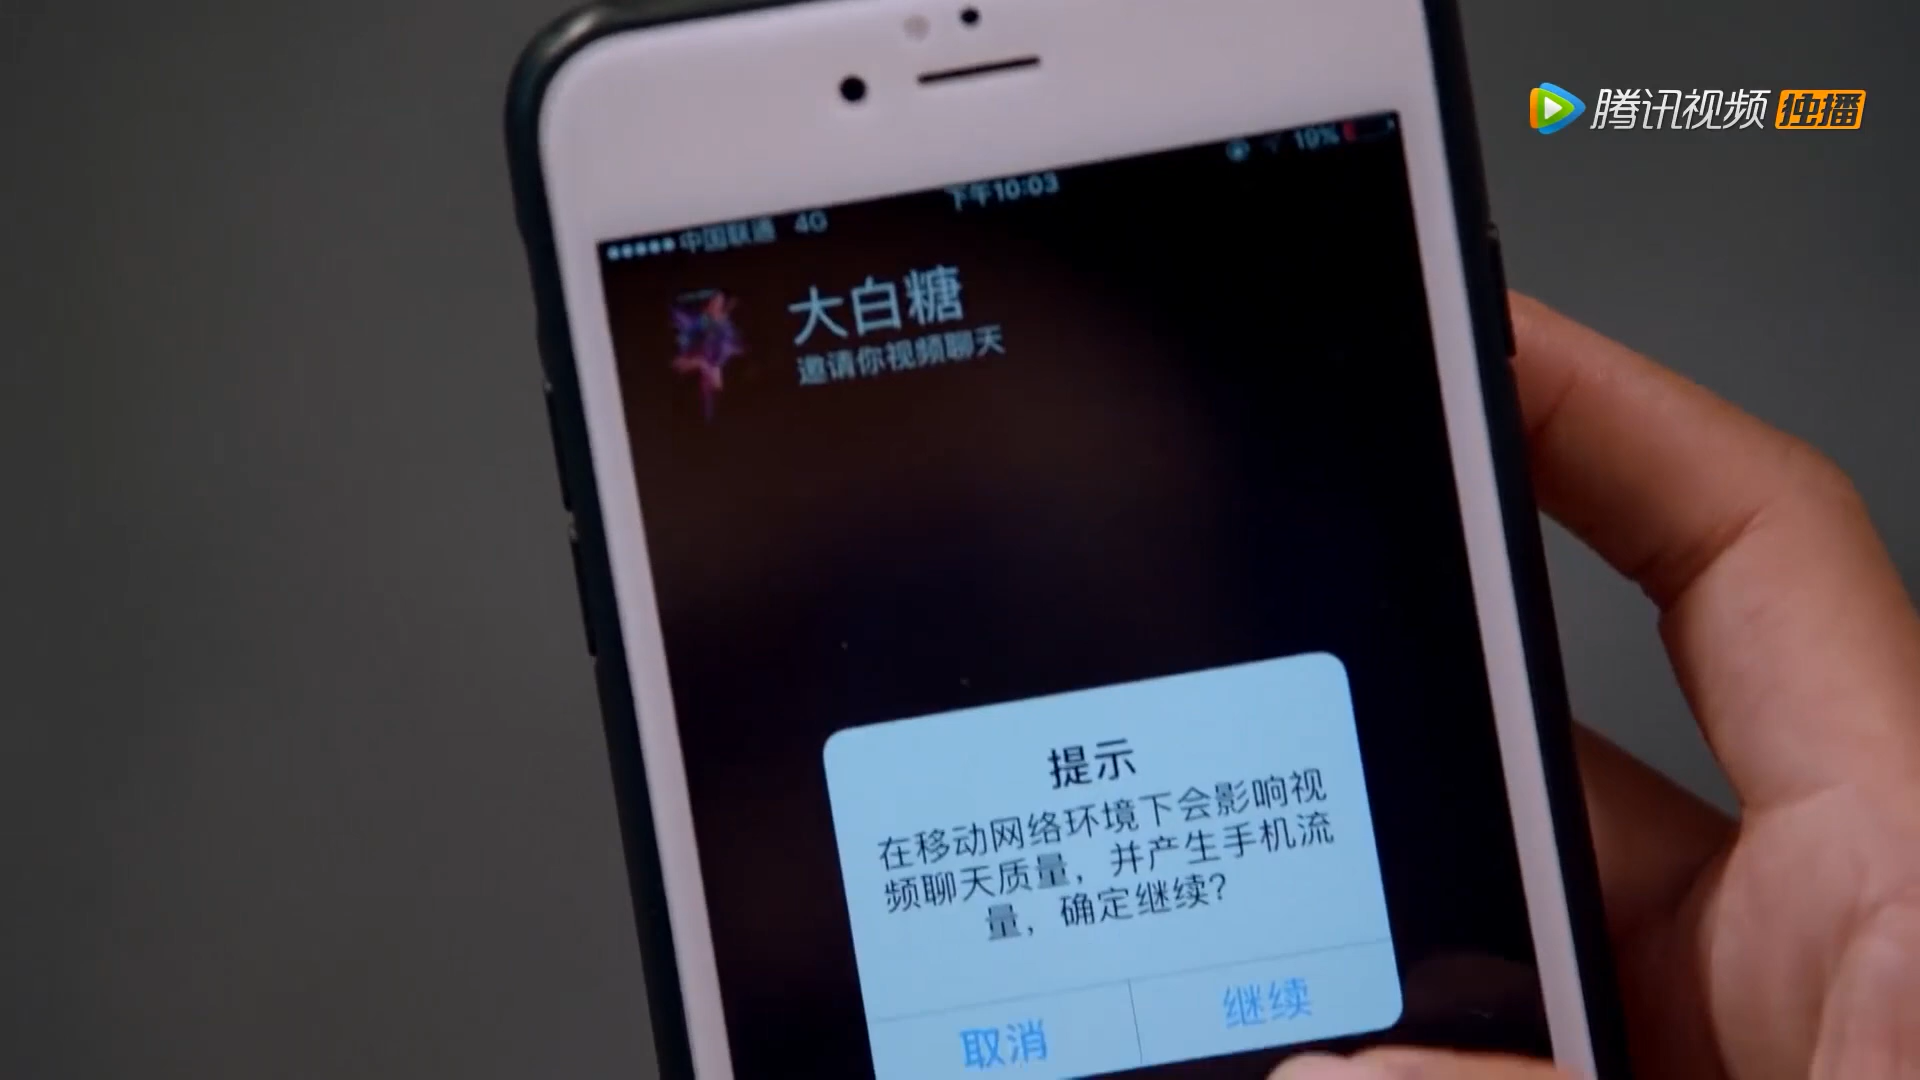 腾讯视频 独播
19%
下午10:03
中国联通 4G
大白糖
邀请你视频聊天
提示
在移动网络环境下会影响视
频聊天质量，并产生手机流
量，确定继续？
取消 继续